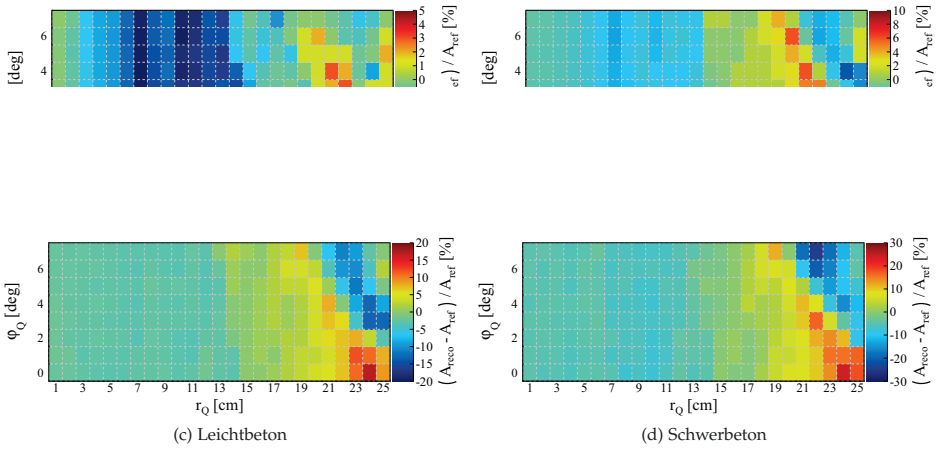 6
4
[deg]
5
4
3
2
1
0
ef ) / A_ref [%]
6
4
[deg]
10
8
6
4
2
0
ef ) / A_ref [%]
6
4
2
0
φ_Q [deg]
1 3 5 7 9 11 13 15 17 19 21 23 25
r_Q [cm]
20
15
10
5
0
-5
-10
-15
-20
( A_reco - A_ref ) / A_ref [%]
(c) Leichtbeton
6
4
2
0
φ_Q [deg]
1 3 5 7 9 11 13 15 17 19 21 23 25
r_Q [cm]
30
20
10
0
-10
-20
-30
( A_reco - A_ref ) / A_ref [%]
(d) Schwerbeton